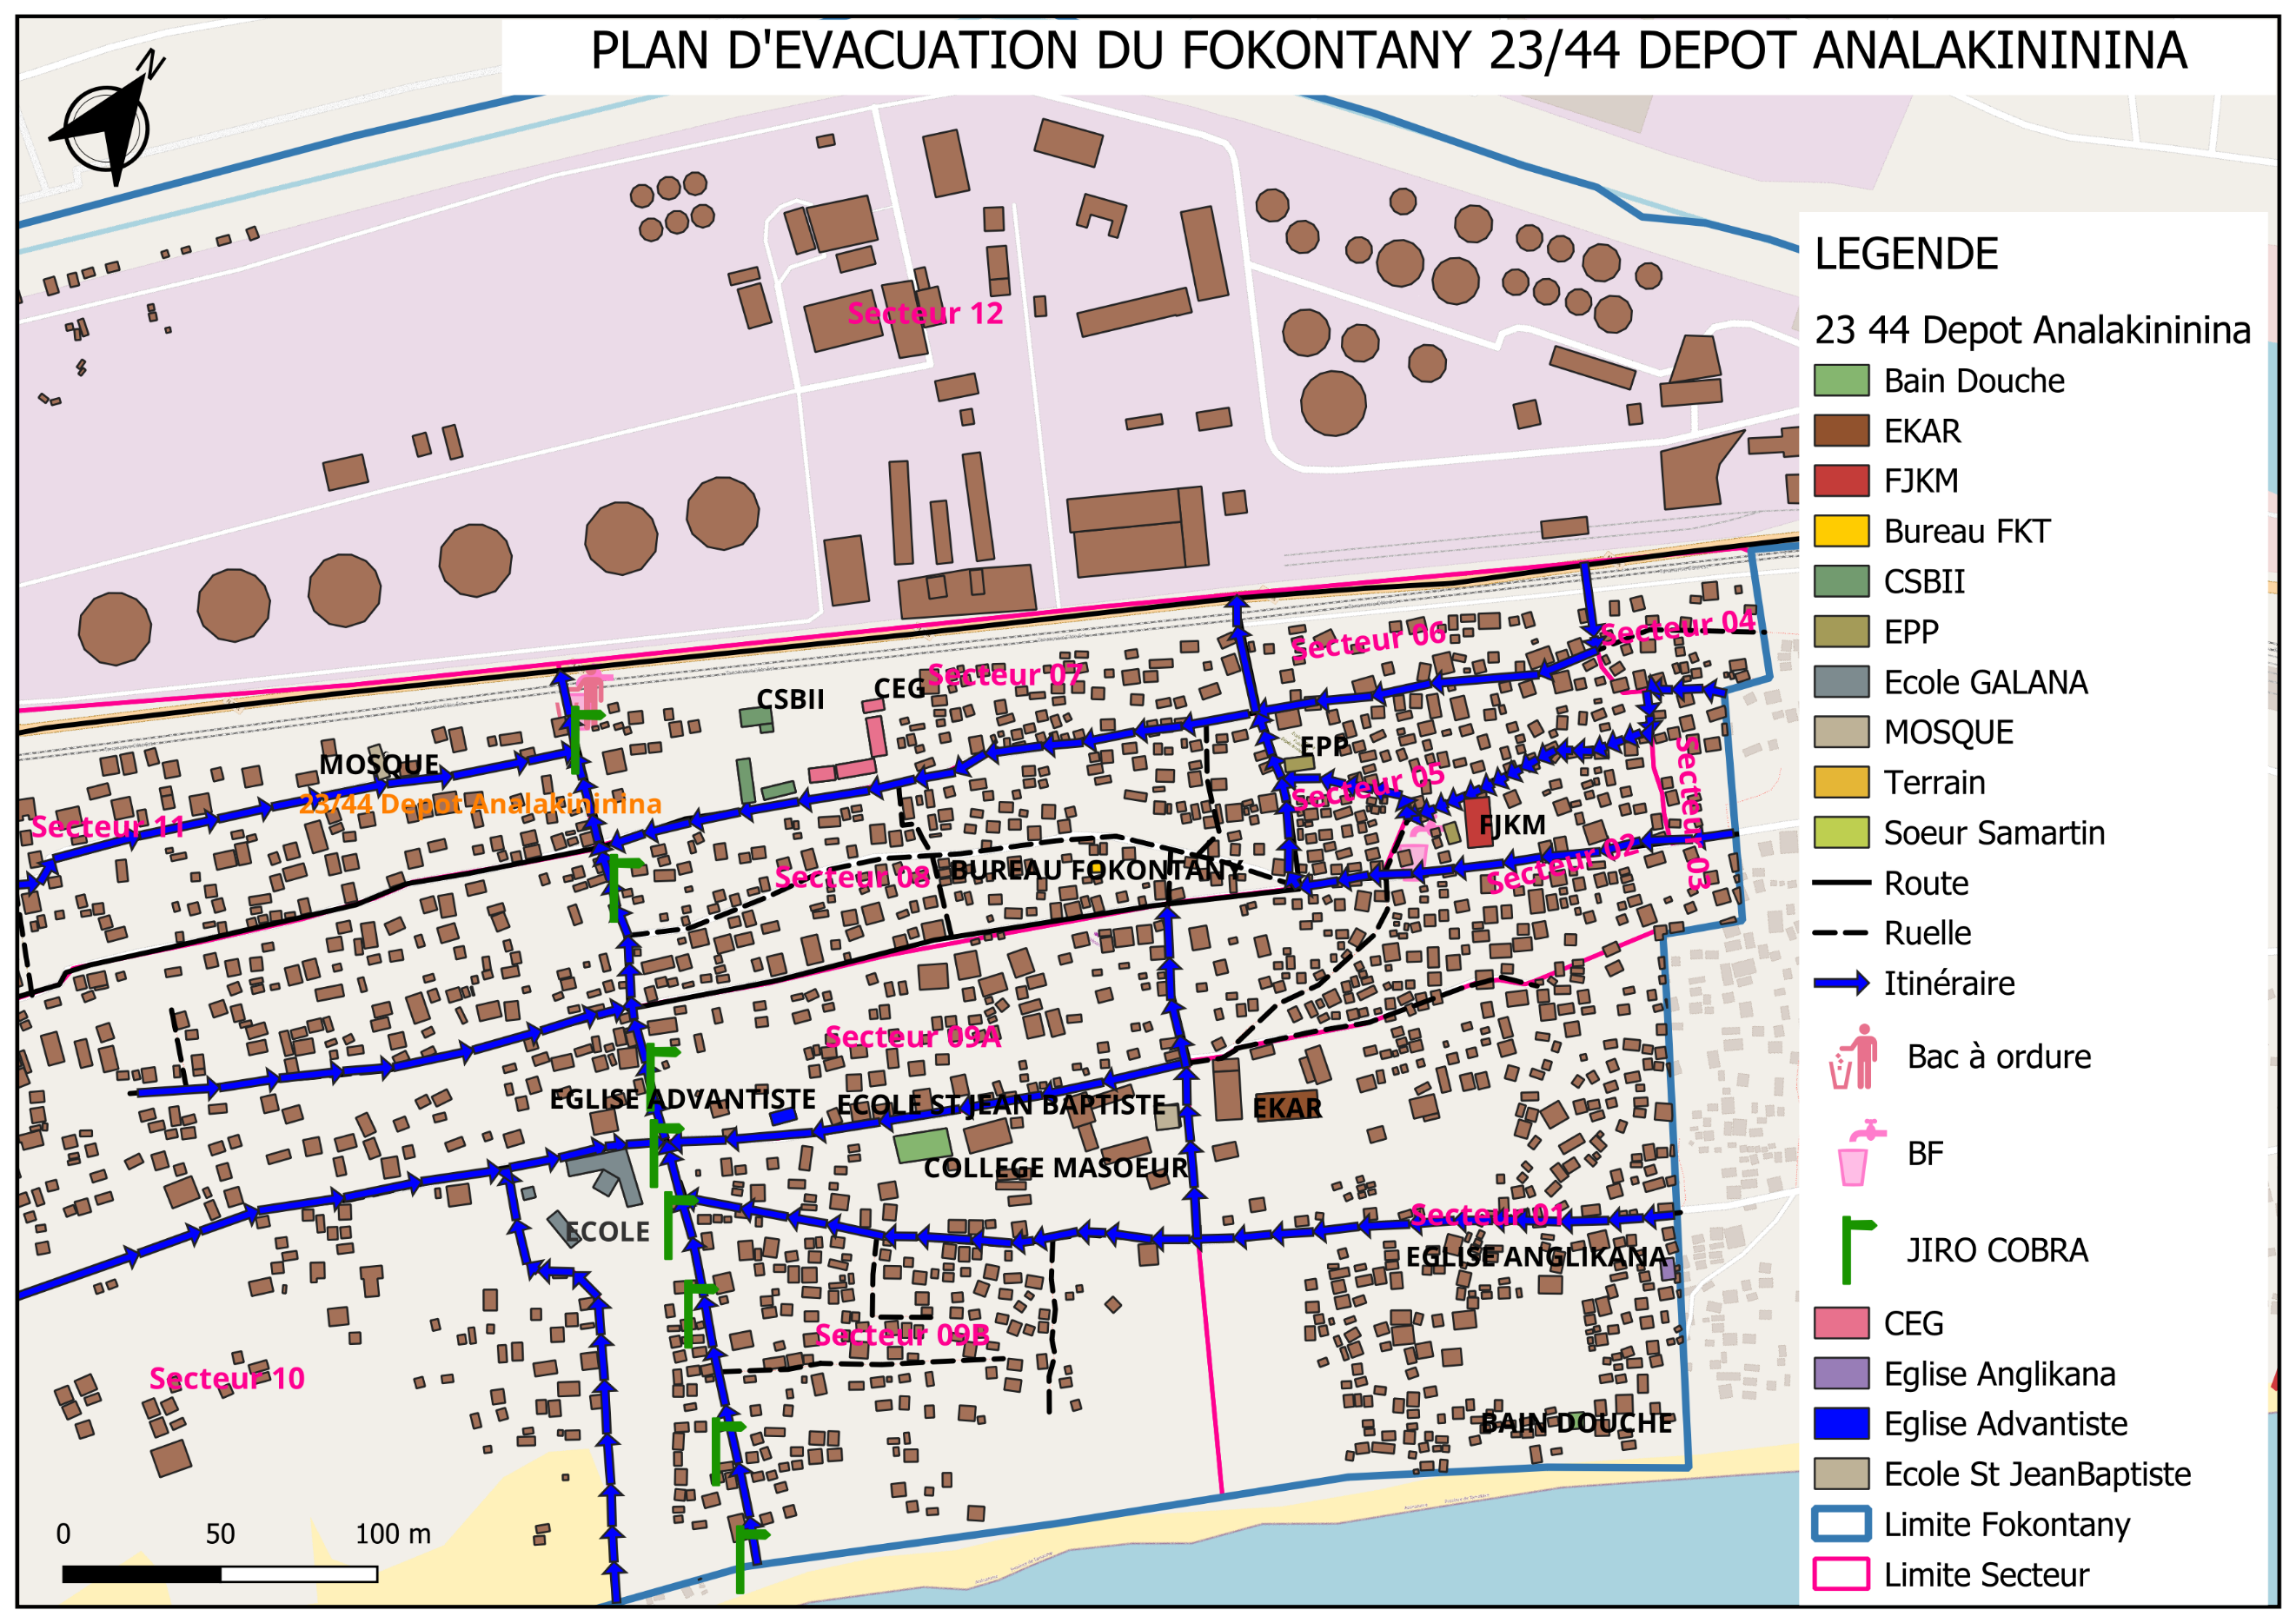 PLAN D'EVACUATION DU FOKONTANY 23/44 DEPOT ANALAKININA
N
LEGENDE
23 44 Depot Analakininina
Bain Douche
EKAR
FJKM
Bureau FKT
CSBII
EPP
Ecole GALANA
MOSQUE
Terrain
Soeur Samartin
Route
Ruelle
Itinéraire
Bac à ordure
BF
JIRO COBRA
CEG
Eglise Anglikana
Eglise Advantiste
Ecole St JeanBaptiste
Limite Fokontany
Limite Secteur
Secteur 12
Secteur 04
Secteur 06
Secteur 07
CEG
CSBII
EPP
MOSQUE
Secteur 05
23/44 Depot Analakininina
Secteur 11
FJKM
Secteur 03
Secteur 02
BUREAU FOKONTANY
Secteur 08
Secteur 09A
EGLISE ADVANTISTE
ECOLE ST JEAN BAPTISTE
EKAR
COLLEGE MASOEUR
Secteur 01
ECOLE
EGLISE ANGLIKANA
Secteur 09B
Secteur 10
BAIN DOUCHE
0 50 100 m